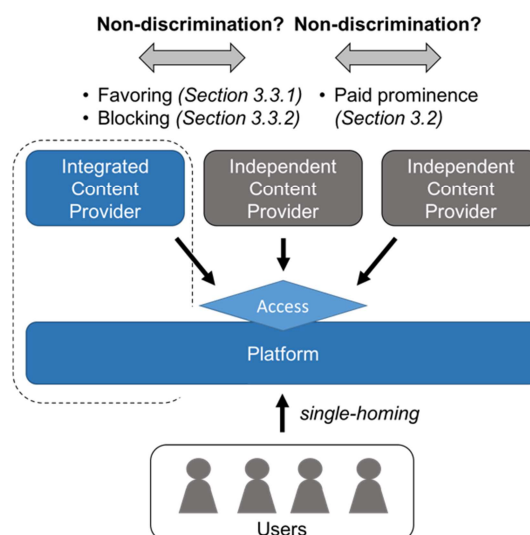 Non-discrimination? Non-discrimination?
• Favoring (Section 3.3.1)
• Blocking (Section 3.3.2)
• Paid prominence
(Section 3.2)
Integrated
Content
Provider
Independent
Content
Provider
Independent
Content
Provider
Access
Platform
single-homing
Users